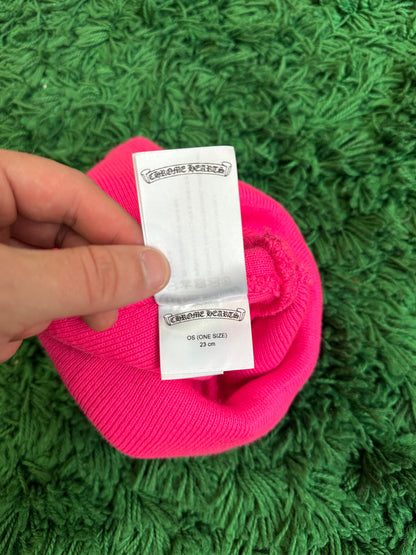 CHROME HEARTS
CHROME HEARTS
OS (ONE SIZE)
23 cm